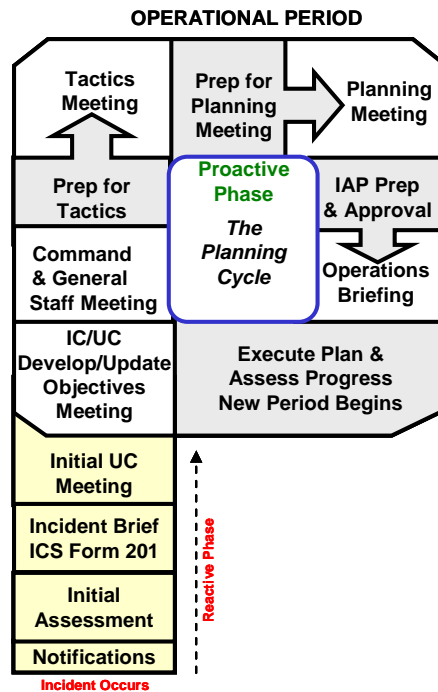 OPERATIONAL PERIOD
Tactics
Meeting
Prep for
Planning
Meeting
Planning
Meeting
Prep for
Tactics
Proactive
Phase
The
Planning
Cycle
IAP Prep
& Approval
Command
& General
Staff Meeting
Operations
Briefing
IC/UC
Develop/Update
Objectives
Meeting
Execute Plan &
Assess Progress
New Period Begins
Initial UC
Meeting
Incident Brief
ICS Form 201
Initial
Assessment
Notifications
Reactive Phase
Incident Occurs